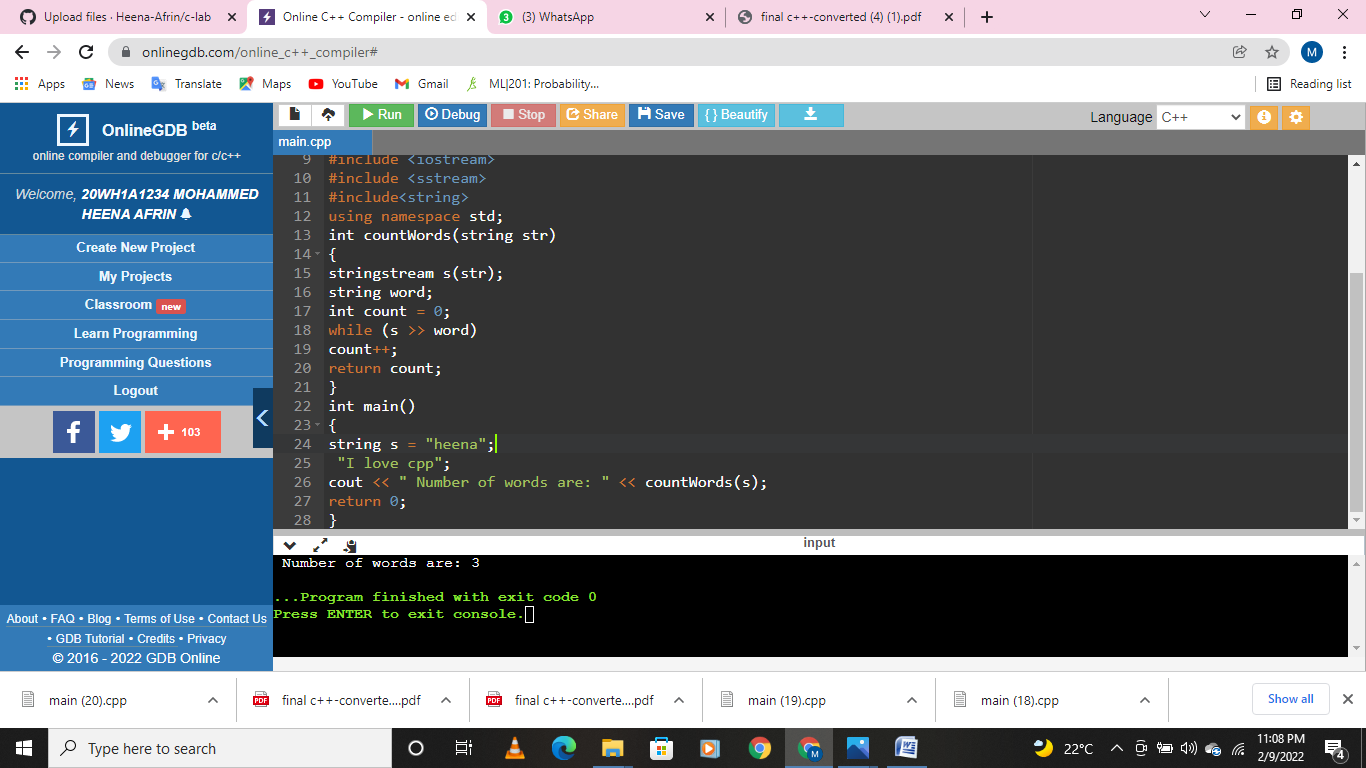 Upload files · Heena-Afrin/c-lab
Online C++ Compiler - online ed
(3) WhatsApp
final c++-converted (4) (1).pdf
onlinegdb.com/online_c++_compiler#
M
Apps News Translate Maps YouTube Gmail ML|201: Probability... Reading list
OnlineGDB beta
online compiler and debugger for c/c++
Welcome, 20WH1A1234 MOHAMMED
HEENA AFRIN
Create New Project
My Projects
Classroom new
Learn Programming
Programming Questions
Logout
103
About • FAQ • Blog • Terms of Use • Contact Us
• GDB Tutorial • Credits • Privacy
© 2016 - 2022 GDB Online
Run Debug Stop Share Save { } Beautify
Language C++
main.cpp
9 #include <iostream>
10 #include <sstream>
11 #include<string>
12 using namespace std;
13 int countWords(string str)
14 {
15 stringstream s(str);
16 string word;
17 int count = 0;
18 while (s >> word)
19 count++;
20 return count;
21 }
22 int main()
23 {
24 string s = "heena";
25 "I love cpp";
26 cout << " Number of words are: " << countWords(s);
27 return 0;
28 }
input
Number of words are: 3
...Program finished with exit code 0
Press ENTER to exit console.
main (20).cpp
final c++-converte....pdf
final c++-converte....pdf
main (19).cpp
main (18).cpp
Show all
Type here to search
22°C
11:08 PM
2/9/2022
4